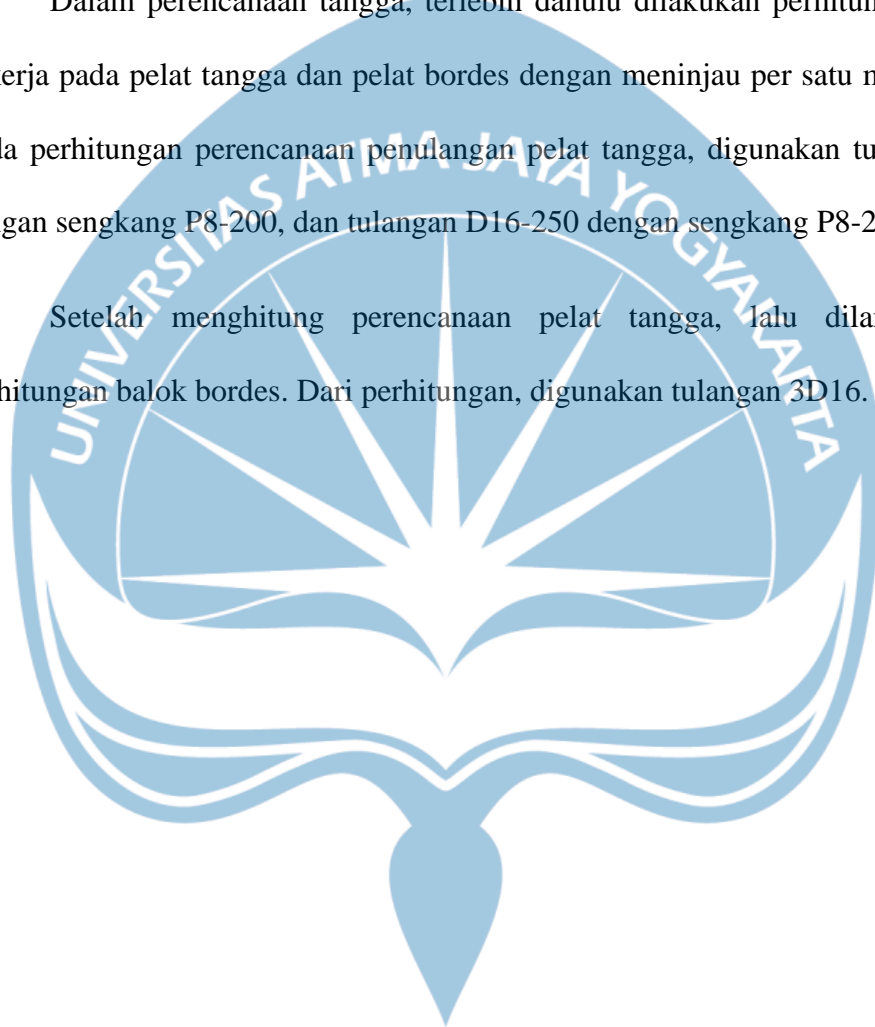 Dalam perencanaan tangga, terlebih dahulu dilakukan perhitun
kerja pada pelat tangga dan pelat bordes dengan meninjau per satu m
da perhitungan perencanaan penulangan pelat tangga, digunakan tu
ngan sengkang P8-200, dan tulangan D16-250 dengan sengkang P8-2
Setelah menghitung perencanaan pelat tangga, lalu dila
hitungan balok bordes. Dari perhitungan, digunakan tulangan 3D16.
UNIVERSITAS ATMA JAYA YOGYAKARTA